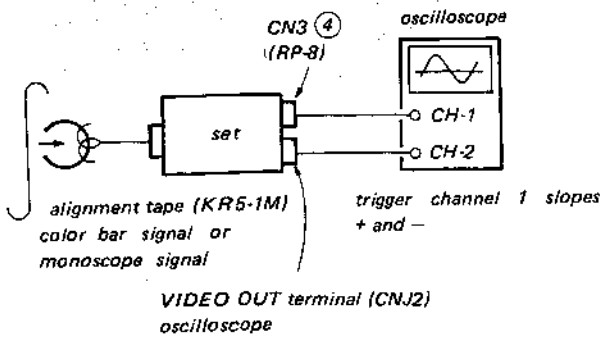 CN3 ④
(RP-8)
oscilloscope
set
CH-1
CH-2
alignment tape (KR5-1M)
color bar signal or
monoscope signal
trigger channel 1 slopes
+ and −
VIDEO OUT terminal (CNJ2)
oscilloscope